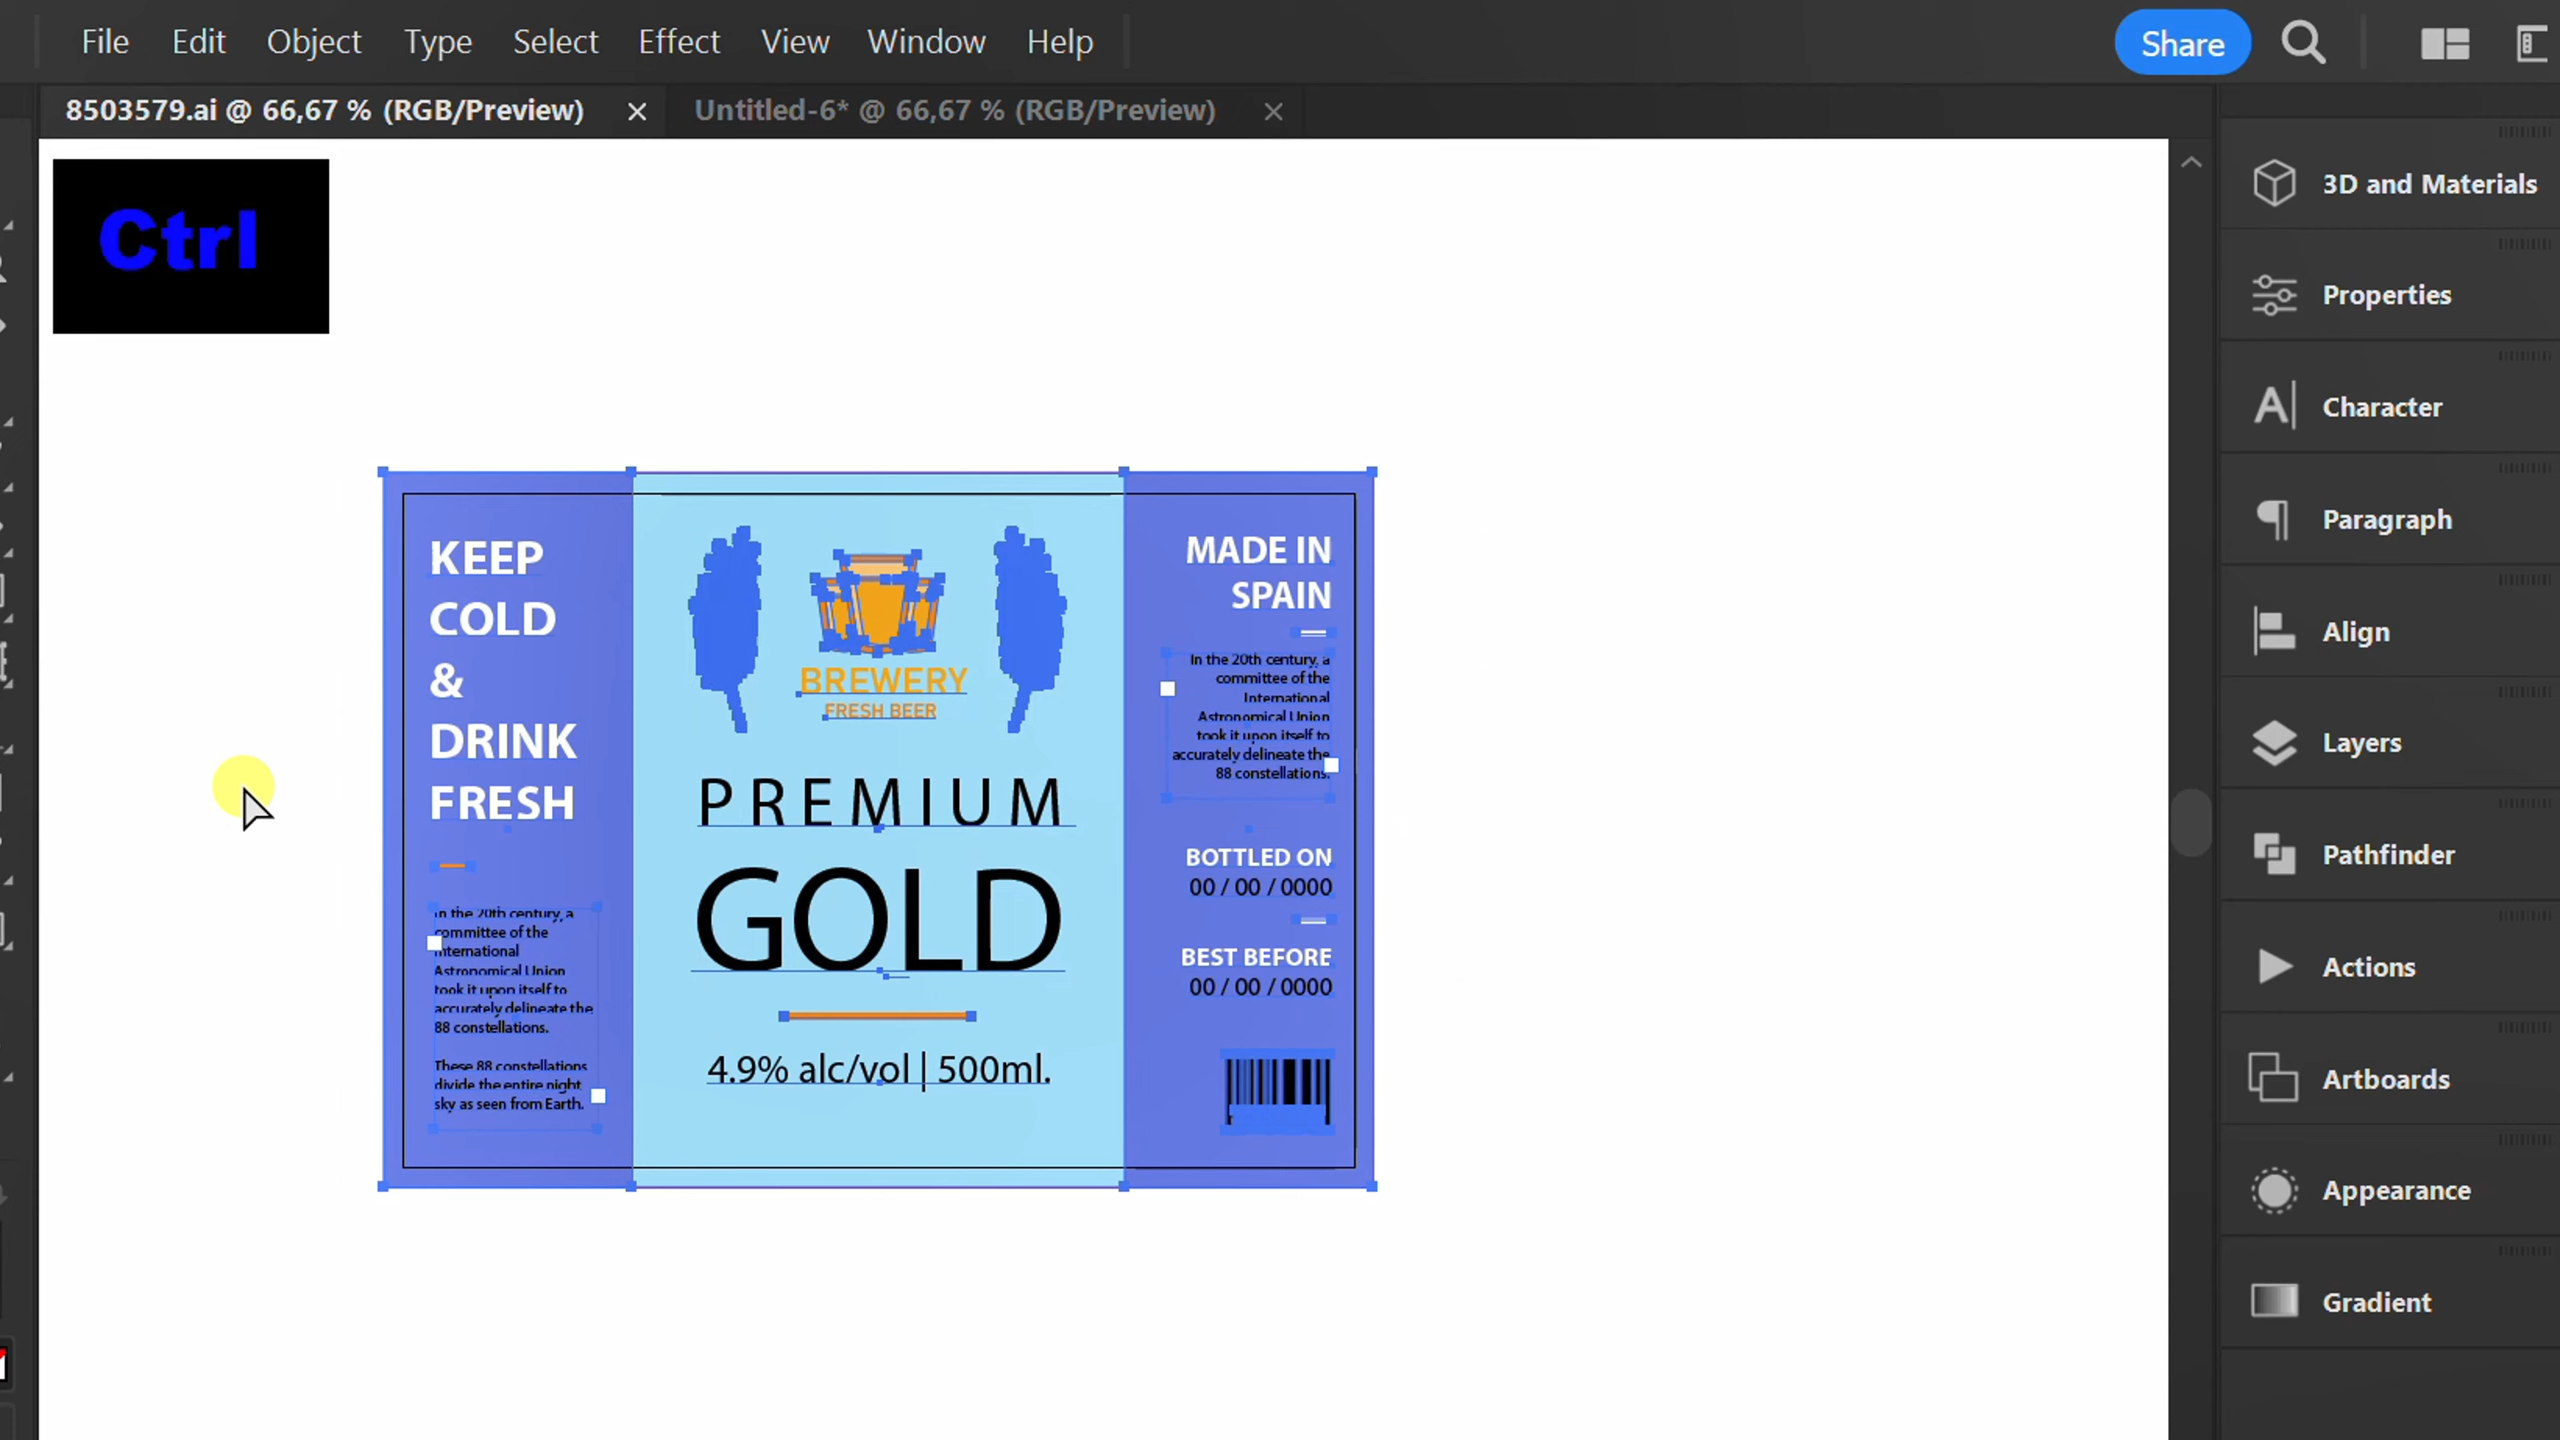 File Edit Object Type Select Effect View Window Help
Share
8503579.ai @ 66,67 % (RGB/Preview)
Untitled-6* @ 66,67 % (RGB/Preview)
Ctrl
KEEP
COLD
&
DRINK
FRESH
In the 20th century, a
committee of the
International
Astronomical Union
took it upon itself to
accurately delineate the
88 constellations.
These 88 constellations
divide the entire night
sky as seen from Earth.
BREWERY
FRESH BEER
PREMIUM
GOLD
4.9% alc/vol | 500ml.
MADE IN
SPAIN
In the 20th century, a
committee of the
International
Astronomical Union
took it upon itself to
accurately delineate the
88 constellations.
BOTTLED ON
00 / 00 / 0000
BEST BEFORE
00 / 00 / 0000
3D and Materials
Properties
Character
Paragraph
Align
Layers
Pathfinder
Actions
Artboards
Appearance
Gradient